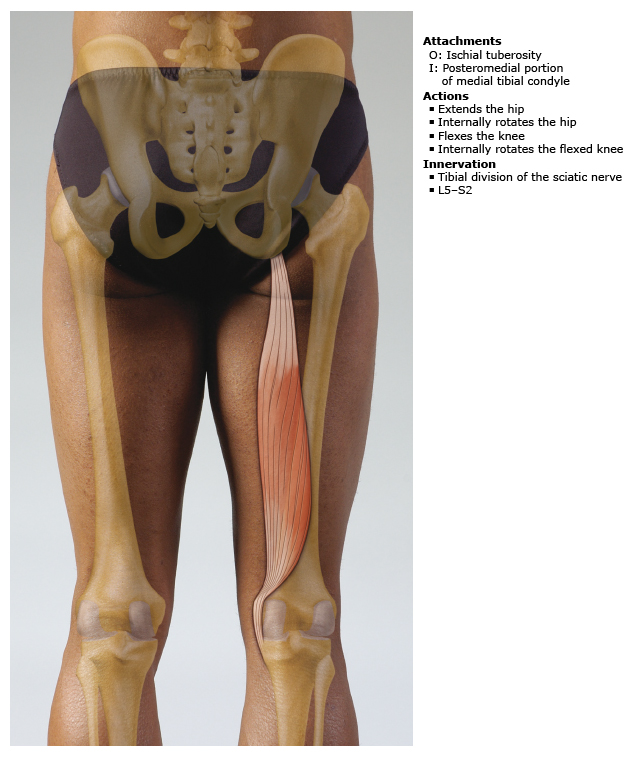 Attachments
O: Ischial tuberosity
I: Posteromedial portion
of medial tibial condyle
Actions
▪ Extends the hip
▪ Internally rotates the hip
▪ Flexes the knee
▪ Internally rotates the flexed knee
Innervation
▪ Tibial division of the sciatic nerve
▪ L5–S2